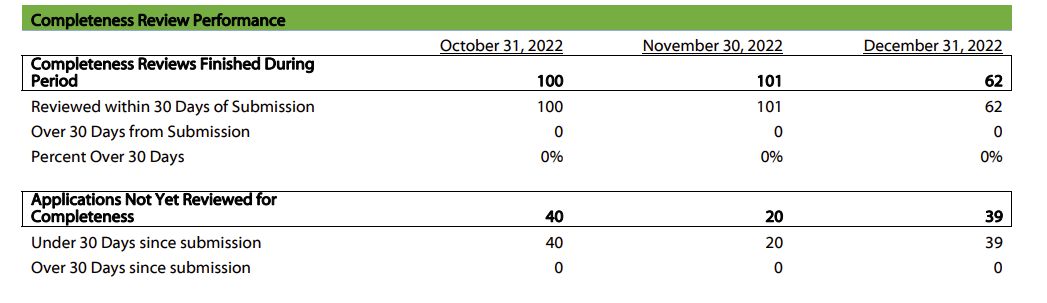 Completeness Review Performance
October 31, 2022 November 30, 2022 December 31, 2022
Completeness Reviews Finished During
Period 100 101 62
Reviewed within 30 Days of Submission 100 101 62
Over 30 Days from Submission 0 0 0
Percent Over 30 Days 0% 0% 0%
Applications Not Yet Reviewed for
Completeness 40 20 39
Under 30 Days since submission 40 20 39
Over 30 Days since submission 0 0 0